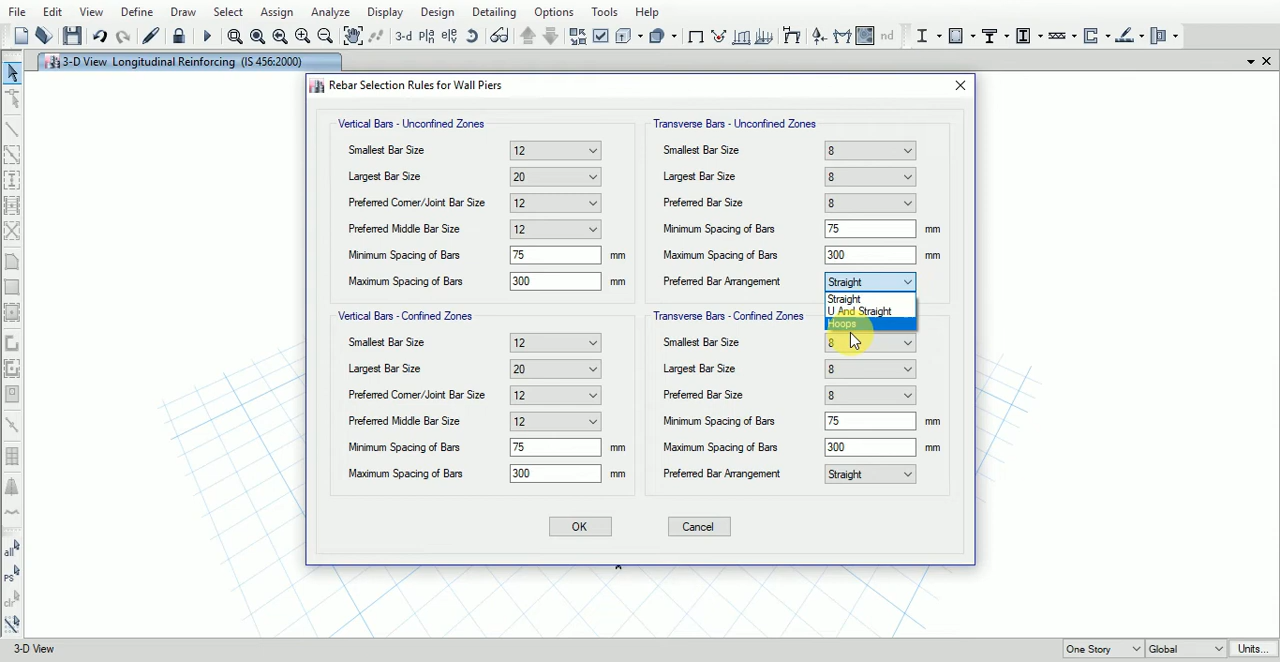 File Edit View Define Draw Select Assign Analyze Display Design Detailing Options Tools Help
3-d nd
3-D View Longitudinal Reinforcing (IS 456:2000)
Rebar Selection Rules for Wall Piers
Vertical Bars - Unconfined Zones
Smallest Bar Size 12
Largest Bar Size 20
Preferred Corner/Joint Bar Size 12
Preferred Middle Bar Size 12
Minimum Spacing of Bars 75 mm
Maximum Spacing of Bars 300 mm
Transverse Bars - Unconfined Zones
Smallest Bar Size 8
Largest Bar Size 8
Preferred Bar Size 8
Minimum Spacing of Bars 75 mm
Maximum Spacing of Bars 300 mm
Preferred Bar Arrangement Straight
Straight
U And Straight
Hoops
Vertical Bars - Confined Zones
Smallest Bar Size 12
Largest Bar Size 20
Preferred Corner/Joint Bar Size 12
Preferred Middle Bar Size 12
Minimum Spacing of Bars 75 mm
Maximum Spacing of Bars 300 mm
Transverse Bars - Confined Zones
Smallest Bar Size 8
Largest Bar Size 8
Preferred Bar Size 8
Minimum Spacing of Bars 75 mm
Maximum Spacing of Bars 300 mm
Preferred Bar Arrangement Straight
OK Cancel
all
PS
clr
3-D View One Story Global Units...